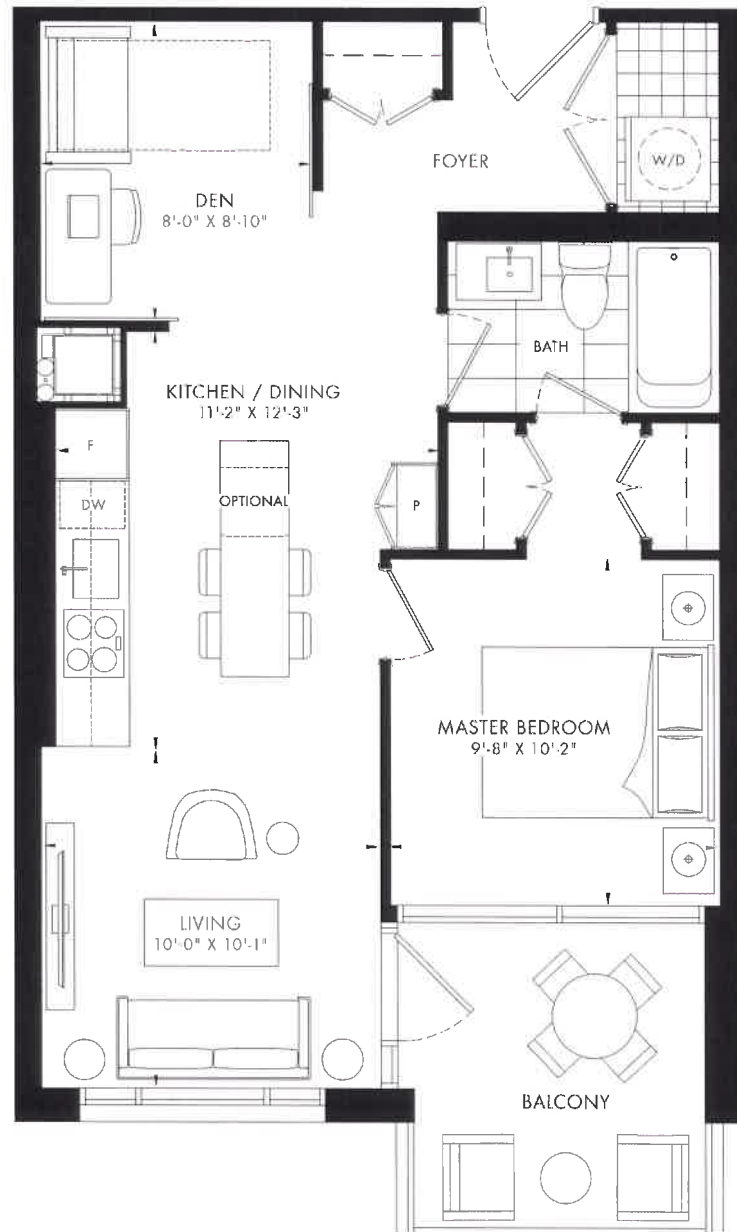 FOYER
W/D
DEN
8'-0" X 8'-10"
BATH
KITCHEN / DINING
11'-2" X 12'-3"
F
OPTIONAL
P
DW
MASTER BEDROOM
9'-8" X 10'-2"
LIVING
10'-0" X 10'-1"
BALCONY